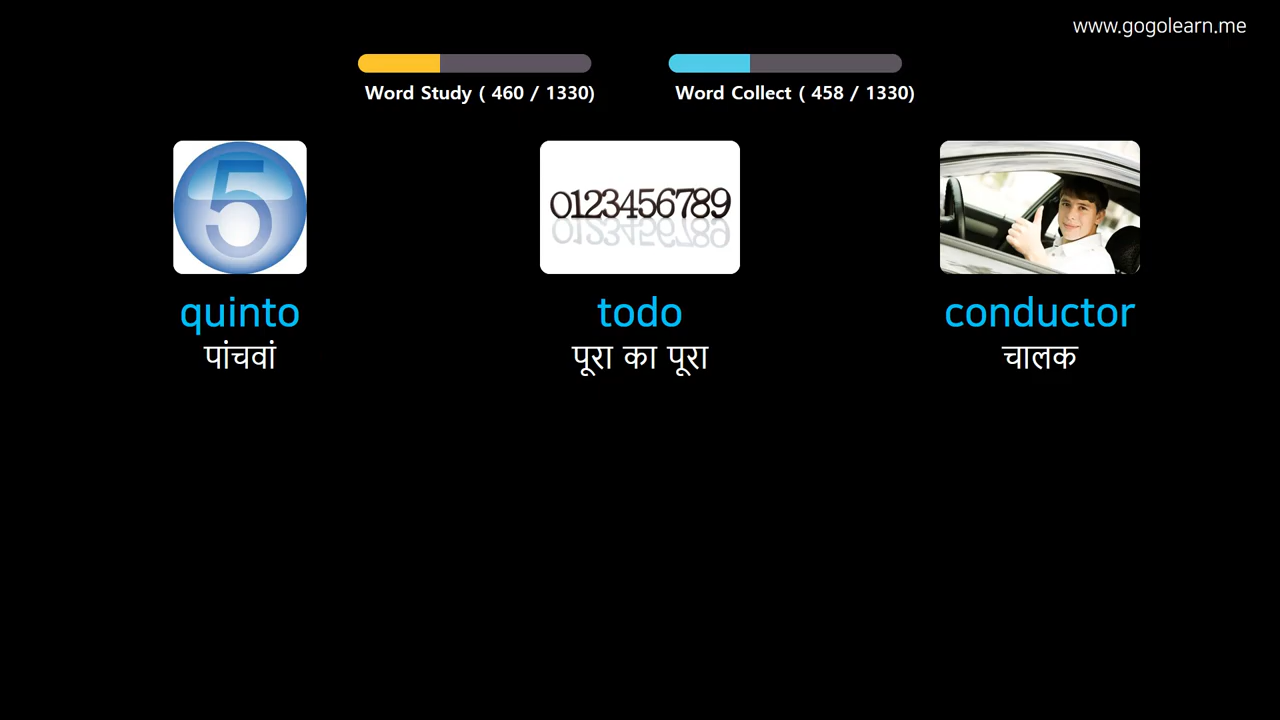 www.gogolearn.me
Word Study ( 460 / 1330)
Word Collect ( 458 / 1330)
5
0123456789
quinto
todo
conductor
पांचवां
पूरा का पूरा
चालक